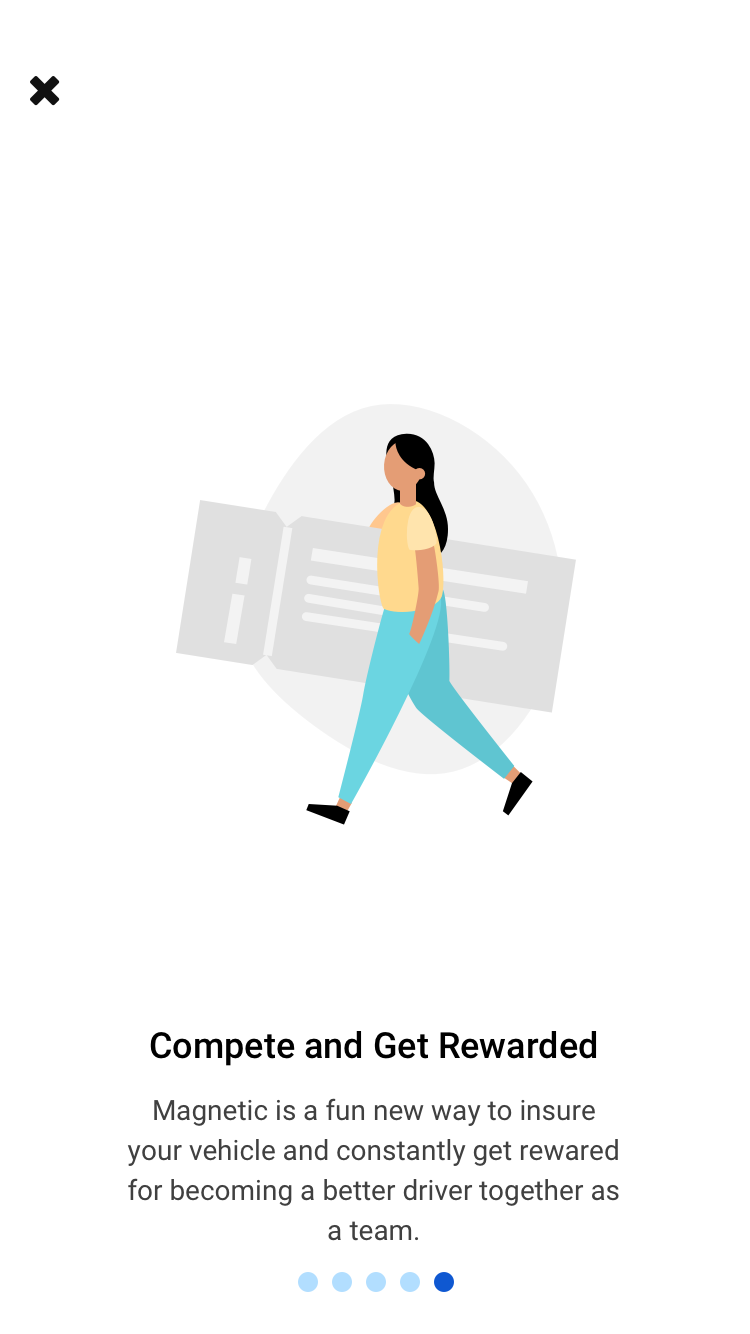 Compete and Get Rewarded
Magnetic is a fun new way to insure
your vehicle and constantly get rewared
for becoming a better driver together as
a team.